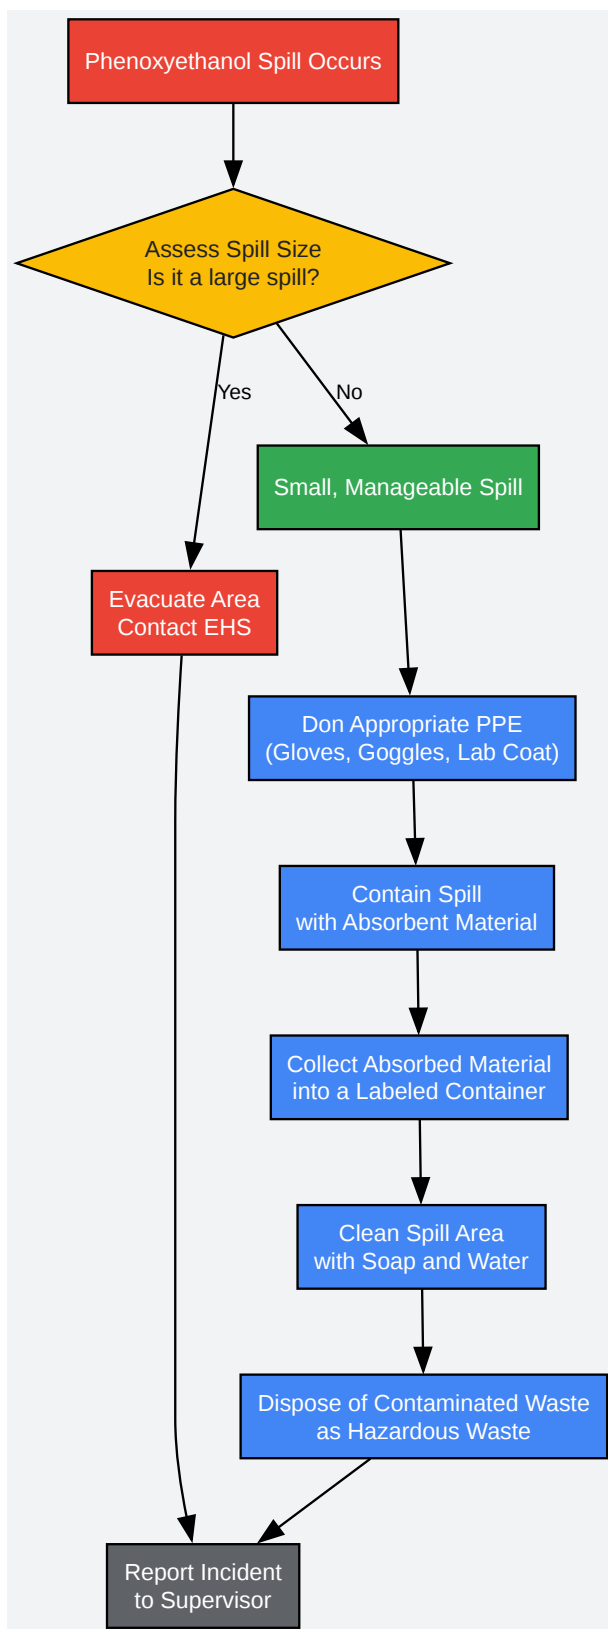 Phenoxyethanol Spill Occurs
Assess Spill Size
Is it a large spill?
Yes
No
Small, Manageable Spill
Evacuate Area
Contact EHS
Don Appropriate PPE
(Gloves, Goggles, Lab Coat)
Contain Spill
with Absorbent Material
Collect Absorbed Material
into a Labeled Container
Clean Spill Area
with Soap and Water
Dispose of Contaminated Waste
as Hazardous Waste
Report Incident
to Supervisor